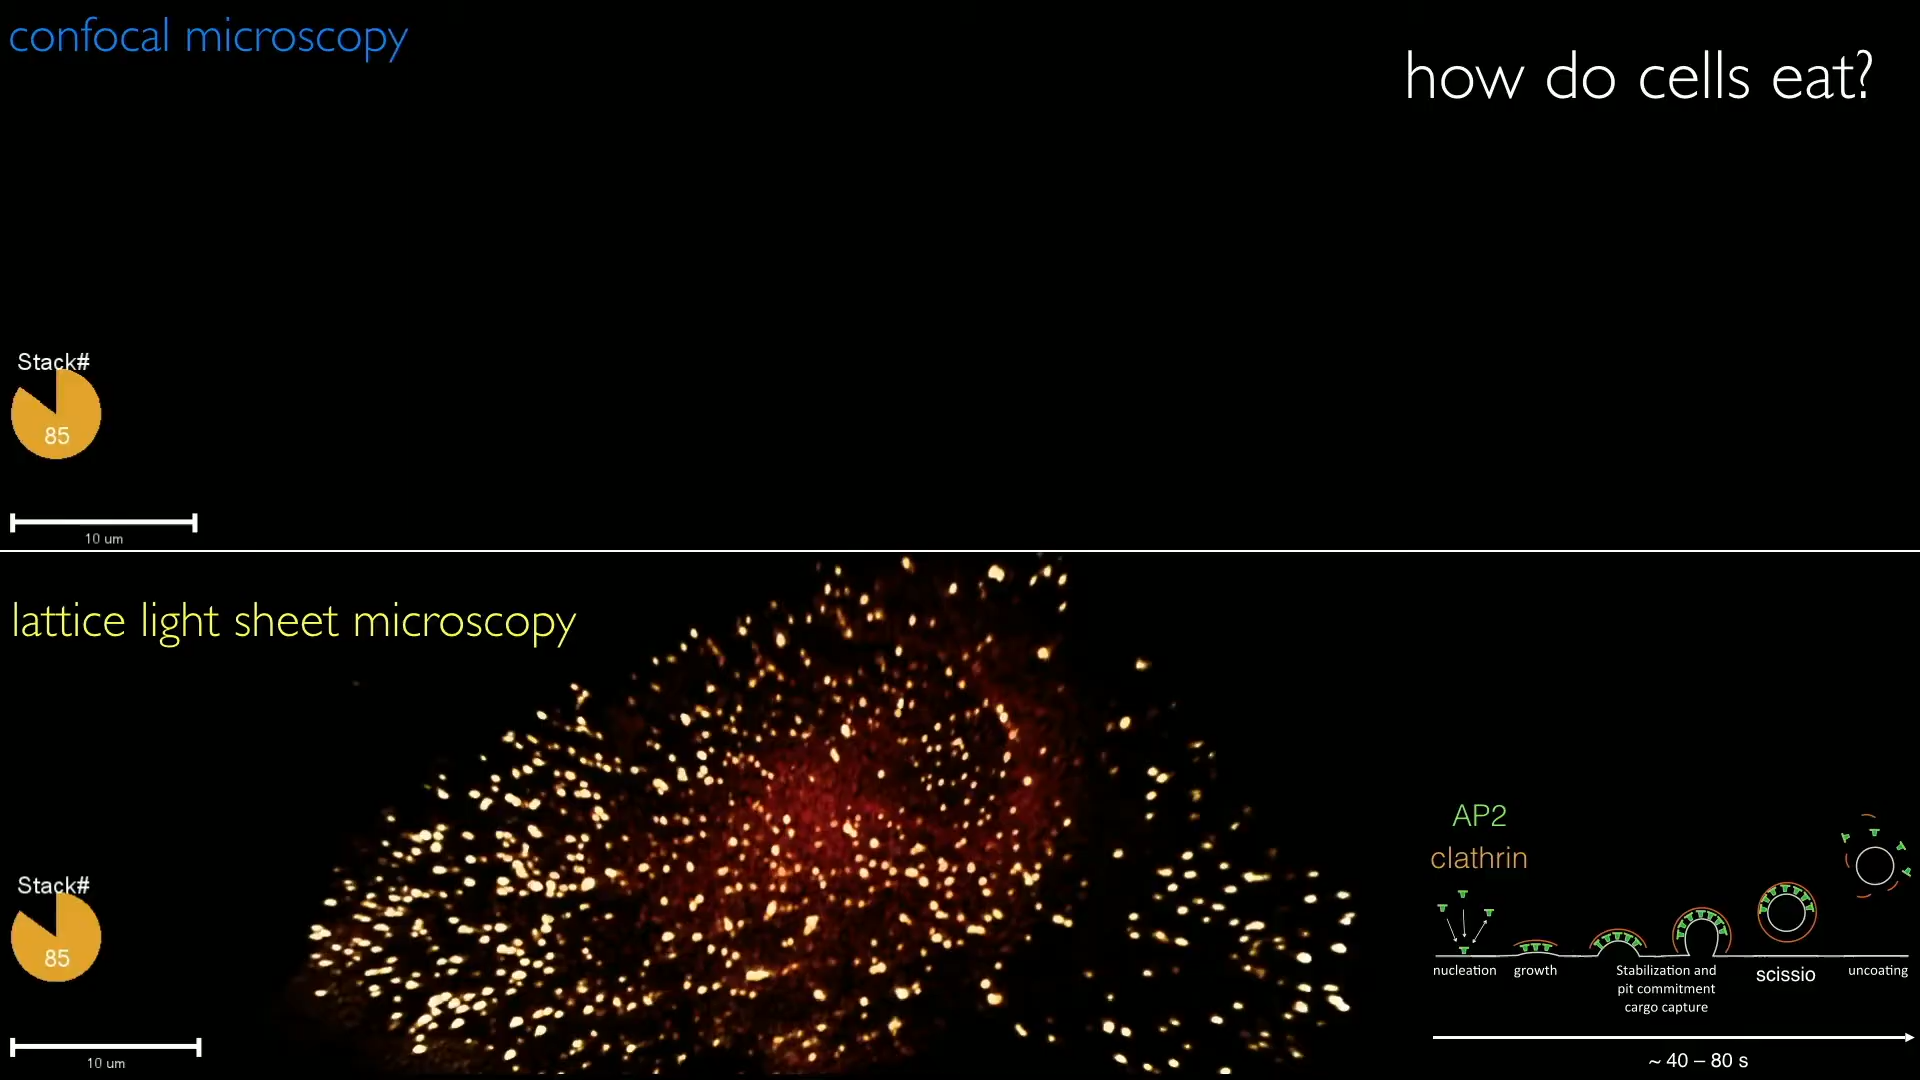 confocal microscopy
how do cells eat?
Stack#
85
10 um
lattice light sheet microscopy
Stack#
85
10 um
AP2
clathrin
nucleation
growth
Stabilization and
pit commitment
cargo capture
scissio
uncoating
~ 40 – 80 s